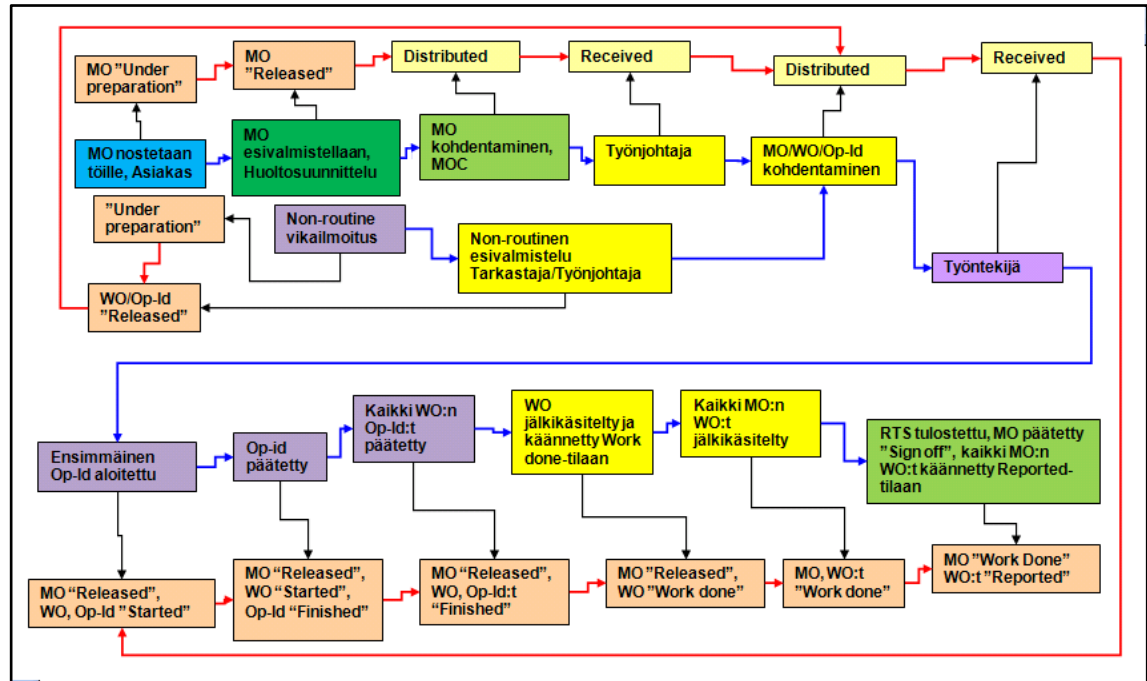 MO "Under
preparation"
MO
"Released"
Distributed
Received
Distributed
Received
MO nostetaan
töille, Asiakas
MO
esivalmistellaan,
Huoltosuunnittelu
MO
kohdentaminen,
MOC
Työnjohtaja
MO/WO/Op-Id
kohdentaminen
"Under
preparation"
Non-routine
vikailmoitus
Non-routinen
esivalmistelu
Tarkastaja/Työnjohtaja
Työntekijä
WO/Op-Id
"Released"
Ensimmäinen
Op-Id aloitettu
Op-id
päätetty
Kaikki WO:n
Op-Id:t
päätetty
WO
jälkikäsitelty ja
käännetty Work
done-tilaan
Kaikki MO:n
WO:t
jälkikäsitelty
RTS tulostettu, MO päätetty
"Sign off", kaikki MO:n
WO:t käännetty Reported-
tilaan
MO "Released",
WO, Op-Id "Started"
MO "Released",
WO "Started",
Op-Id "Finished"
MO "Released",
WO, Op-Id:t
"Finished"
MO "Released",
WO "Work done"
MO, WO:t
"Work done"
MO "Work Done"
WO:t "Reported"